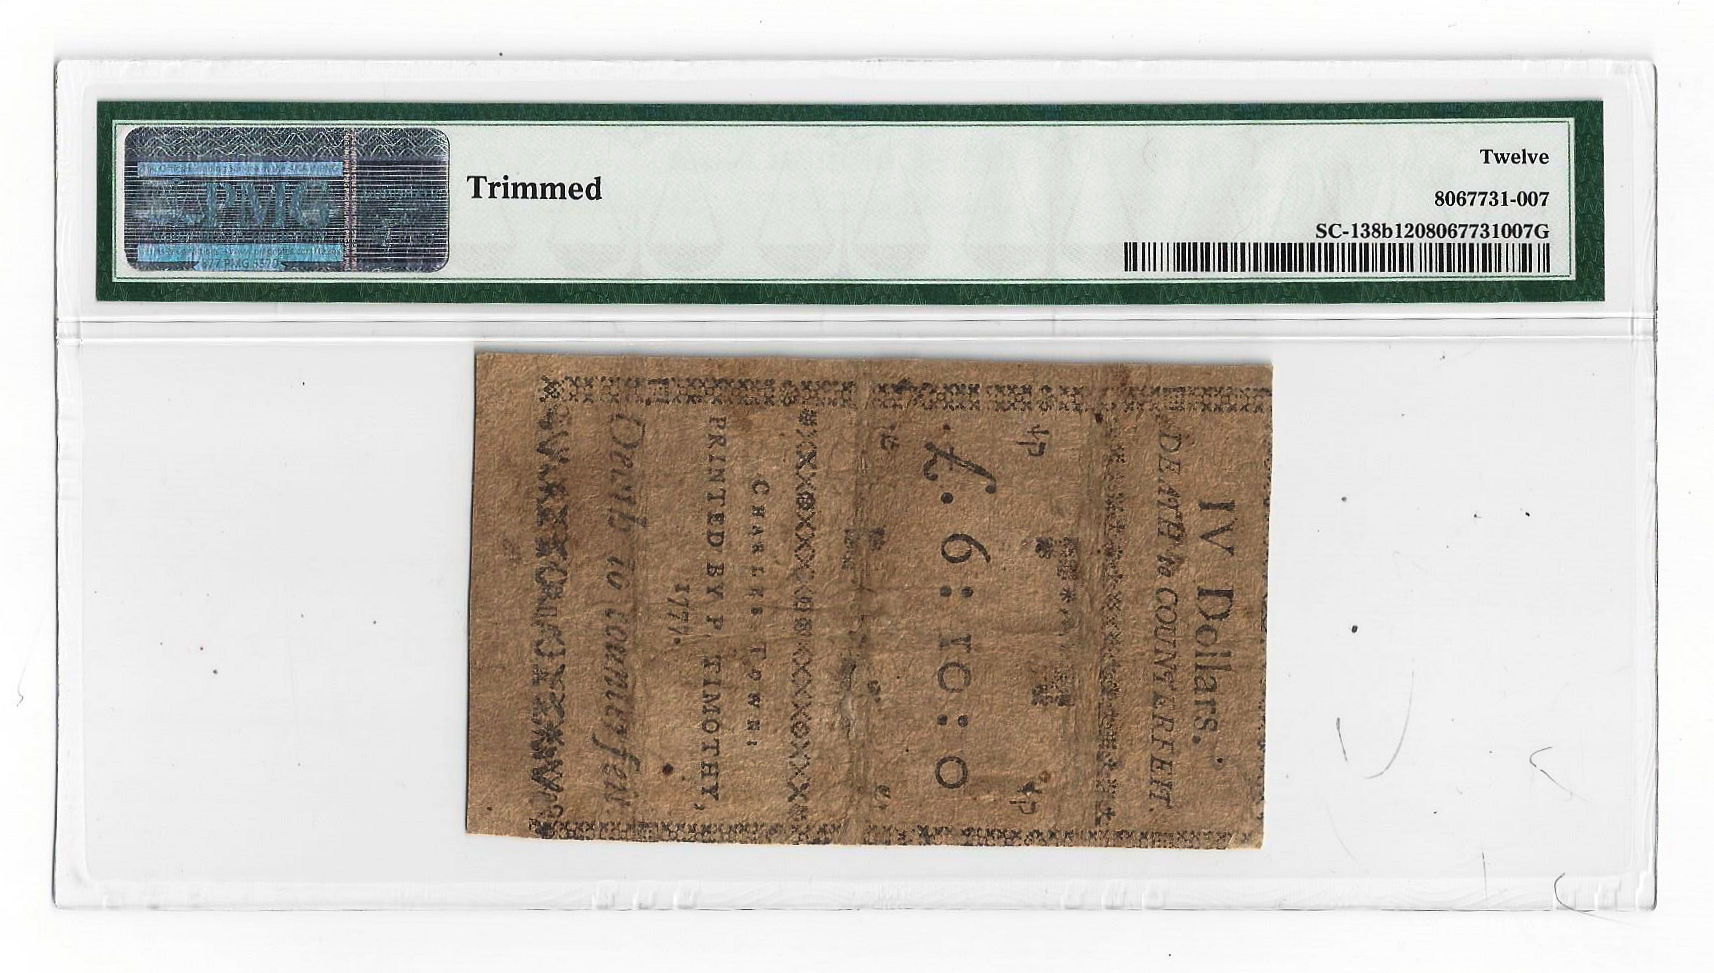 PMG
Trimmed
Twelve
8067731-007
SC-138b1208067731007G
IV Dollars.
DEATH to COUNTERFEIT.
£. 6 : 10 : 0
CHARLES-TOWN:
PRINTED BY P. TIMOTHY,
1777.
Death to counterfeit